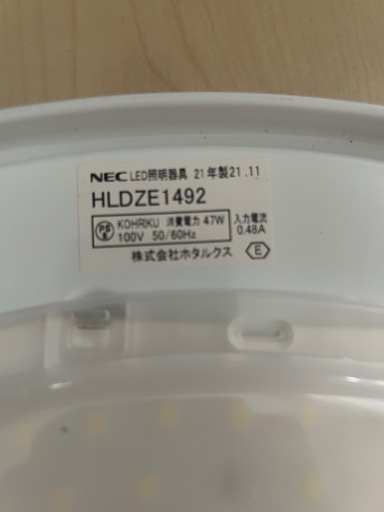 NEC LED照明器具 21年製21.11
HLDZE1492
PSE KOHRIKU 消費電力 47W 入力電流
100V 50/60Hz 0.48A
株式会社ホタルクス E